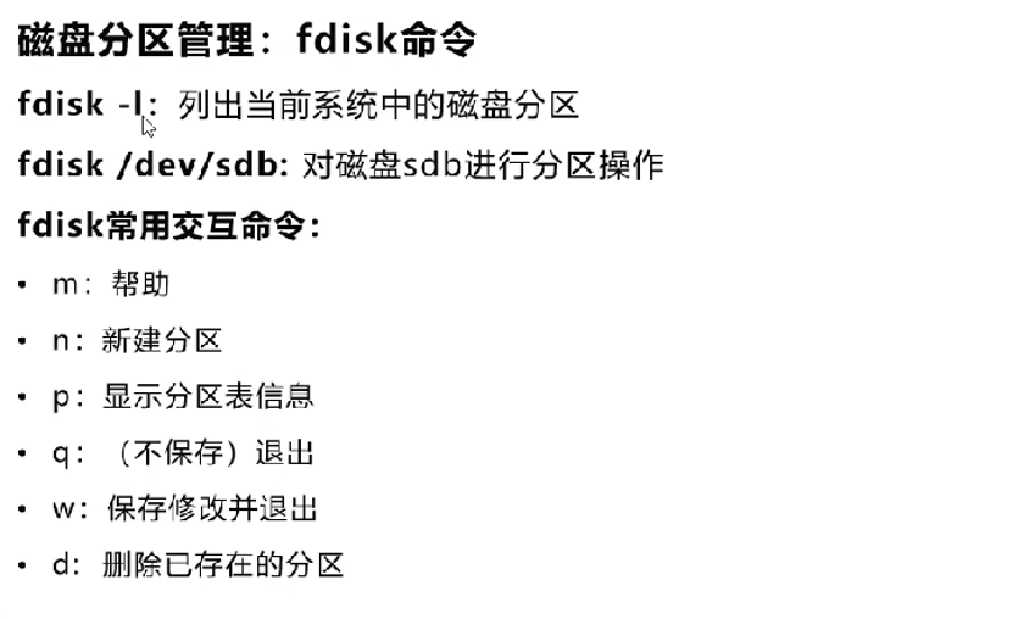 磁盘分区管理：fdisk命令
fdisk -l：列出当前系统中的磁盘分区
fdisk /dev/sdb: 对磁盘sdb进行分区操作
fdisk常用交互命令：
• m：帮助
• n：新建分区
• p：显示分区表信息
• q：（不保存）退出
• w：保存修改并退出
• d：删除已存在的分区